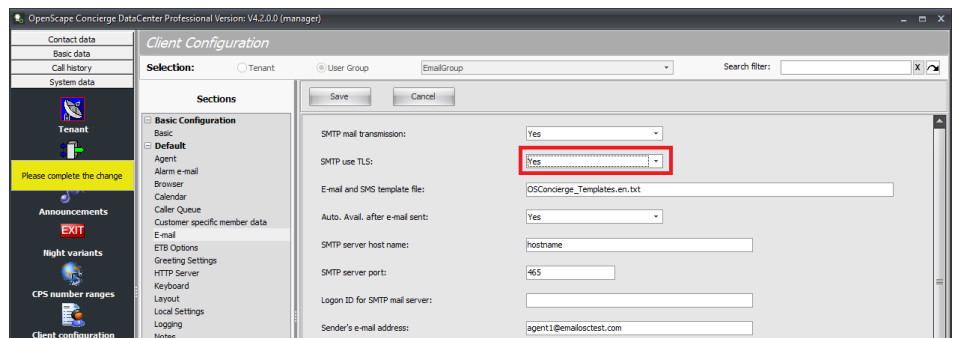 OpenScape Concierge DataCenter Professional Version: V4.2.0.0 (manager)
Contact data
Basic data
Call history
System data
Tenant
Please complete the change
Announcements
EXIT
Night variants
CPS number ranges
Client configuration
Client Configuration
Selection: Tenant User Group EmailGroup Search filter: X
Sections
Basic Configuration
Basic
Default
Agent
Alarm e-mail
Browser
Calendar
Caller Queue
Customer specific member data
E-mail
ETB Options
Greeting Settings
HTTP Server
Keyboard
Layout
Local Settings
Logging
Notes
Save Cancel
SMTP mail transmission: Yes
SMTP use TLS: Yes
E-mail and SMS template file: OSConcierge_Templates.en.txt
Auto. Avail. after e-mail sent: Yes
SMTP server host name: hostname
SMTP server port: 465
Logon ID for SMTP mail server:
Sender's e-mail address: agent1@emailosctest.com